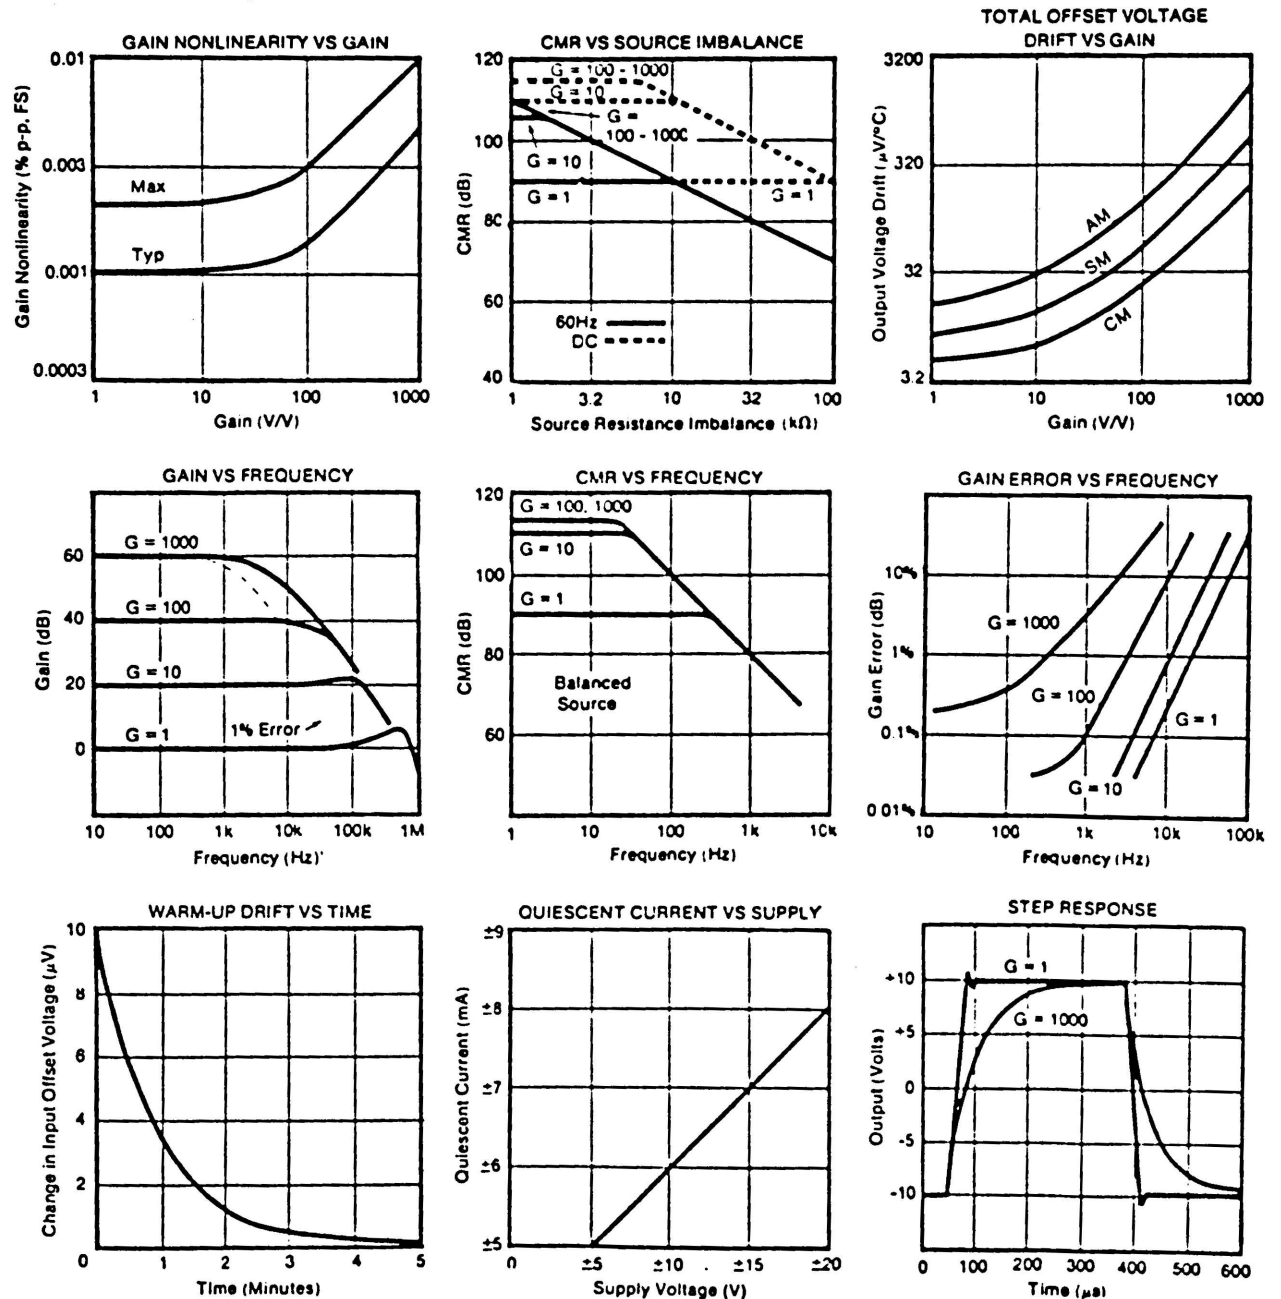 GAIN NONLINEARITY VS GAIN
0.01
0.003
0.001
0.0003
Gain Nonlinearity (% p-p, FS)
Max
Typ
1 10 100 1000
Gain (V/V)
CMR VS SOURCE IMBALANCE
120
100
80
60
40
CMR (dB)
G = 100 - 1000
G = 10
G =
100 - 1000
G = 10
G = 1
G = 1
60Hz
DC
1 3.2 10 32 100
Source Resistance Imbalance (kΩ)
TOTAL OFFSET VOLTAGE
DRIFT VS GAIN
3200
320
32
3.2
Output Voltage Drift (μV/°C)
AM
SM
CM
1 10 100 1000
Gain (V/V)
GAIN VS FREQUENCY
60
40
20
0
Gain (dB)
G = 1000
G = 100
G = 10
G = 1
1% Error
10 100 1k 10k 100k 1M
Frequency (Hz)
CMR VS FREQUENCY
120
100
80
60
CMR (dB)
G = 100, 1000
G = 10
G = 1
Balanced
Source
1 10 100 1k 10k
Frequency (Hz)
GAIN ERROR VS FREQUENCY
10%
1%
0.1%
0 01%
Gain Error (dB)
G = 1000
G = 100
G = 1
G = 10
10 100 1k 10k 100k
Frequency (Hz)
WARM-UP DRIFT VS TIME
10
8
6
4
2
0
Change in Input Offset Voltage (μV)
1 2 3 4 5
Time (Minutes)
QUIESCENT CURRENT VS SUPPLY
±9
±8
±7
±6
±5
Quiescent Current (mA)
0 ±5 ±10 ±15 ±20
Supply Voltage (V)
STEP RESPONSE
+10
+5
0
-5
-10
Output (Volts)
G = 1
G = 1000
0 100 200 300 400 500 600
Time (μs)